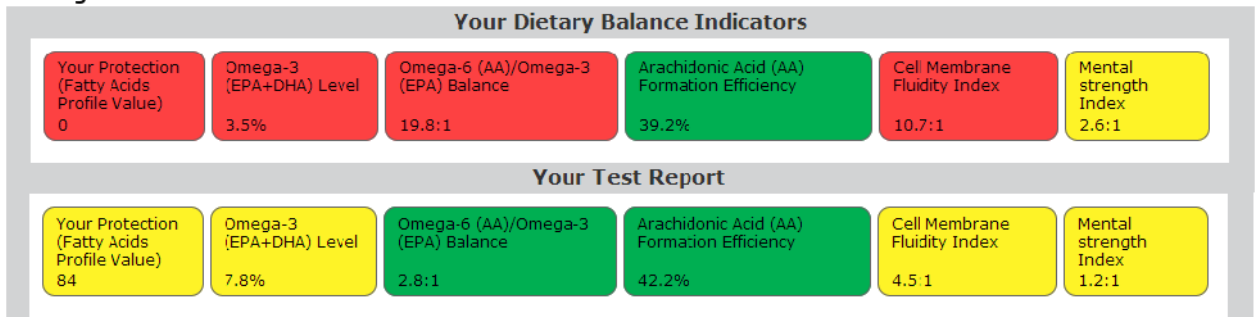 Your Dietary Balance Indicators
Your Protection
(Fatty Acids
Profile Value)
0
Omega-3
(EPA+DHA) Level
3.5%
Omega-6 (AA)/Omega-3
(EPA) Balance
19.8:1
Arachidonic Acid (AA)
Formation Efficiency
39.2%
Cell Membrane
Fluidity Index
10.7:1
Mental
strength
Index
2.6:1
Your Test Report
Your Protection
(Fatty Acids
Profile Value)
84
Omega-3
(EPA+DHA) Level
7.8%
Omega-6 (AA)/Omega-3
(EPA) Balance
2.8:1
Arachidonic Acid (AA)
Formation Efficiency
42.2%
Cell Membrane
Fluidity Index
4.5:1
Mental
strength
Index
1.2:1